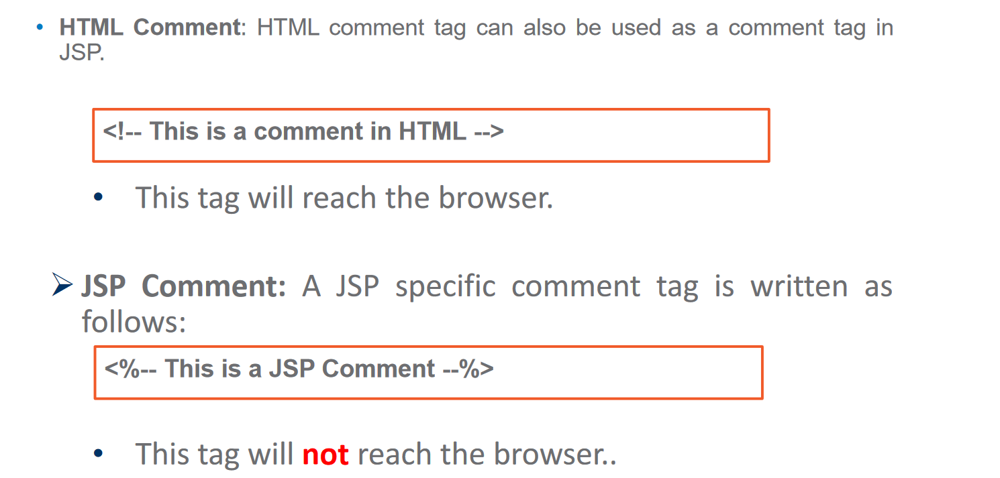 • HTML Comment: HTML comment tag can also be used as a comment tag in
JSP.
<!-- This is a comment in HTML -->
• This tag will reach the browser.
➢ JSP Comment: A JSP specific comment tag is written as
follows:
<%-- This is a JSP Comment --%>
• This tag will not reach the browser..